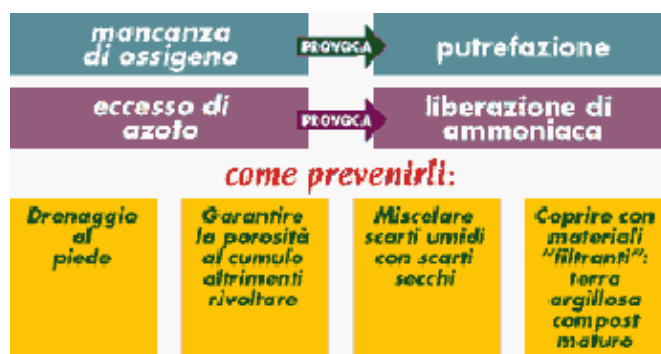 mancanza
di ossigeno
PROVOCA
putrefazione
eccesso di
azoto
PROVOCA
liberazione di
ammoniaca
come prevenirli:
Drenaggio
al
piede
Garantire
la porosità
al cumulo
altrimenti
rivoltare
Miscelare
scarti umidi
con scarti
secchi
Coprire con
materiali
"filtranti":
terra
argillosa
compost
maturo